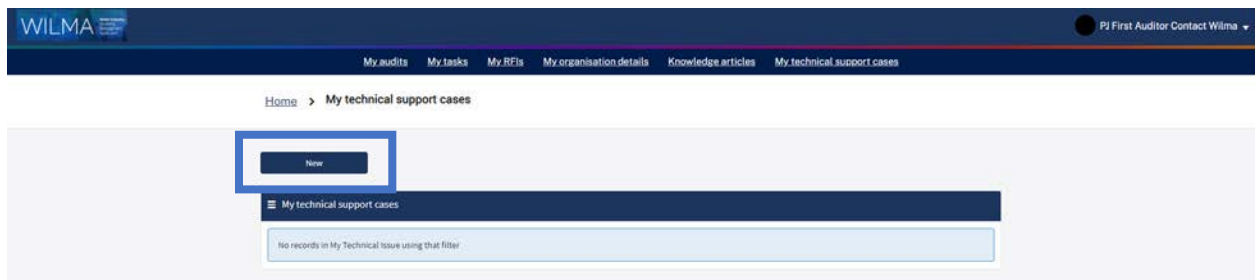 WILMA
PJ First Auditor Contact Wilma
My audits My tasks My RFIs My organisation details Knowledge articles My technical support cases
Home > My technical support cases
New
My technical support cases
No records in My Technical Issue using that filter